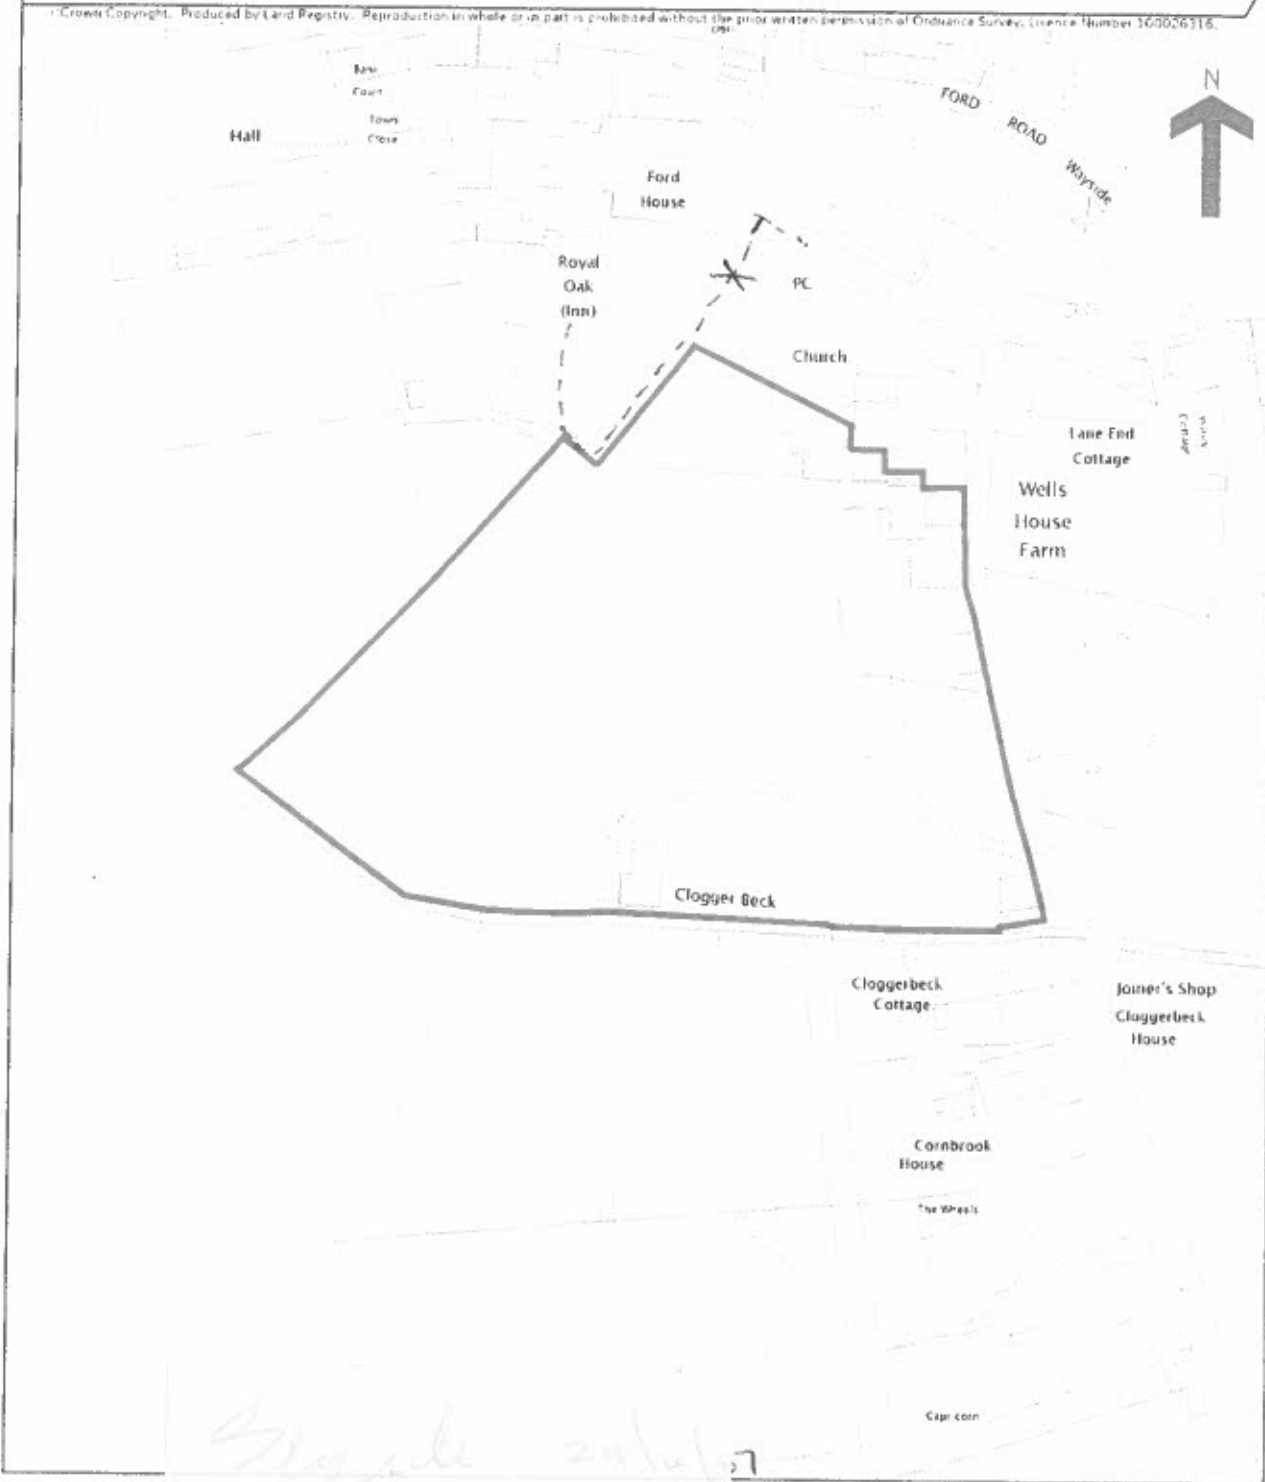 Crown Copyright. Produced by Land Registry. Reproduction in whole or in part is prohibited without the prior written permission of Ordnance Survey. Licence Number 100026316.
N
FORD
ROAD
Wayside
Court
Town
Close
Hall
Ford
House
Royal
Oak
(Inn)
PC
Church
Lane End
Cottage
Cottage
Wells
House
Farm
Clogger Beck
Cloggerbeck
Cottage
Joiner's Shop
Cloggerbeck
House
Cornbrook
House
The Wheels
Capricorn